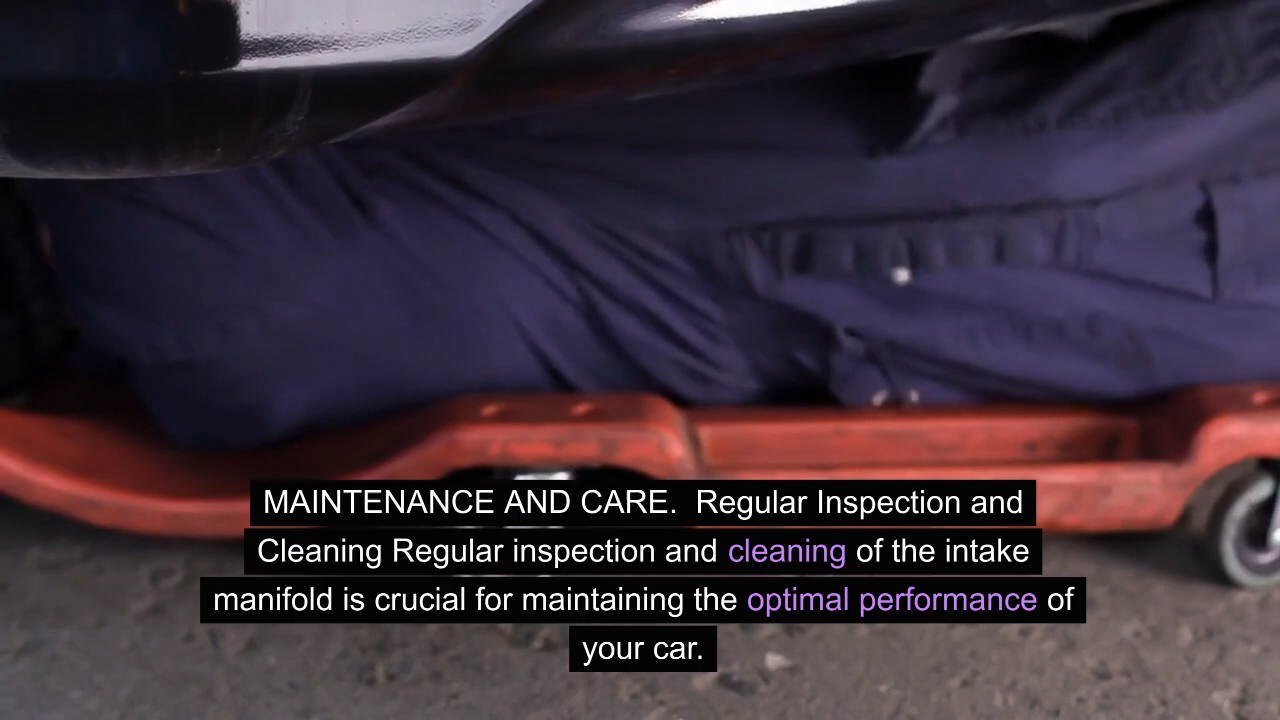 MAINTENANCE AND CARE.  Regular Inspection and
Cleaning Regular inspection and cleaning of the intake
manifold is crucial for maintaining the optimal performance of
your car.